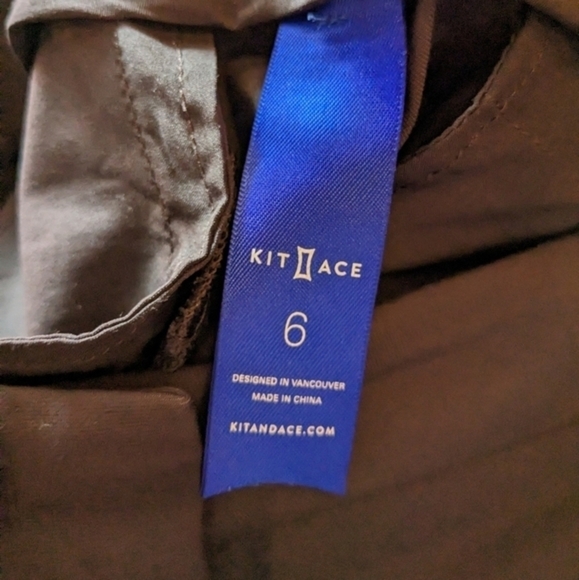 KIT ACE
6
DESIGNED IN VANCOUVER
MADE IN CHINA
KITANDACE.COM